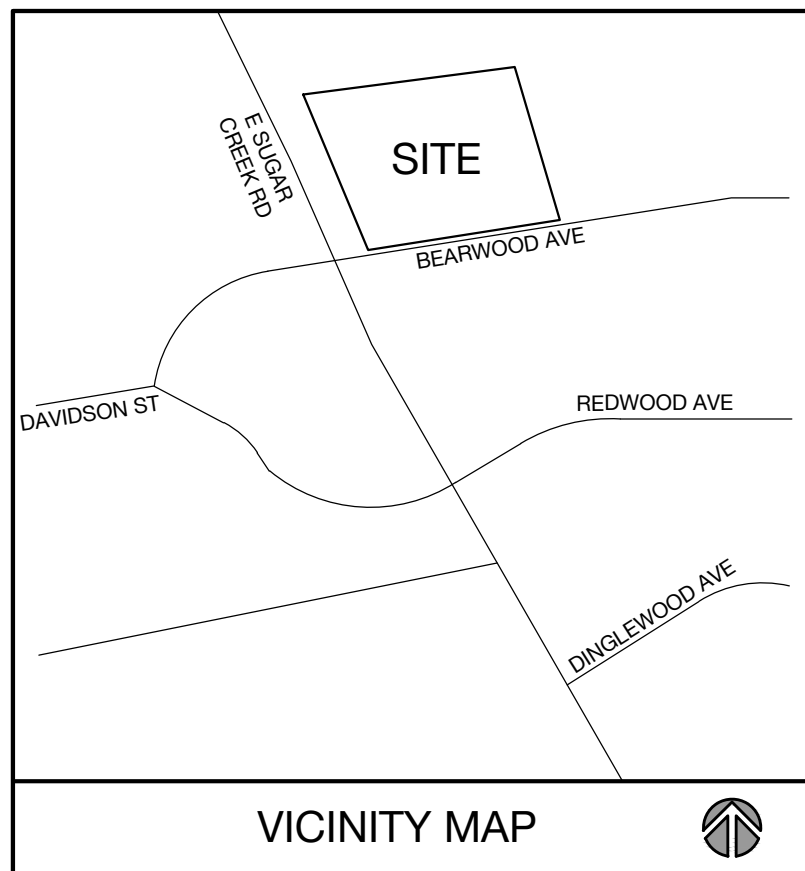 E SUGAR
CREEK RD
SITE
BEARWOOD AVE
DAVIDSON ST
REDWOOD AVE
DINGLEWOOD AVE
VICINITY MAP